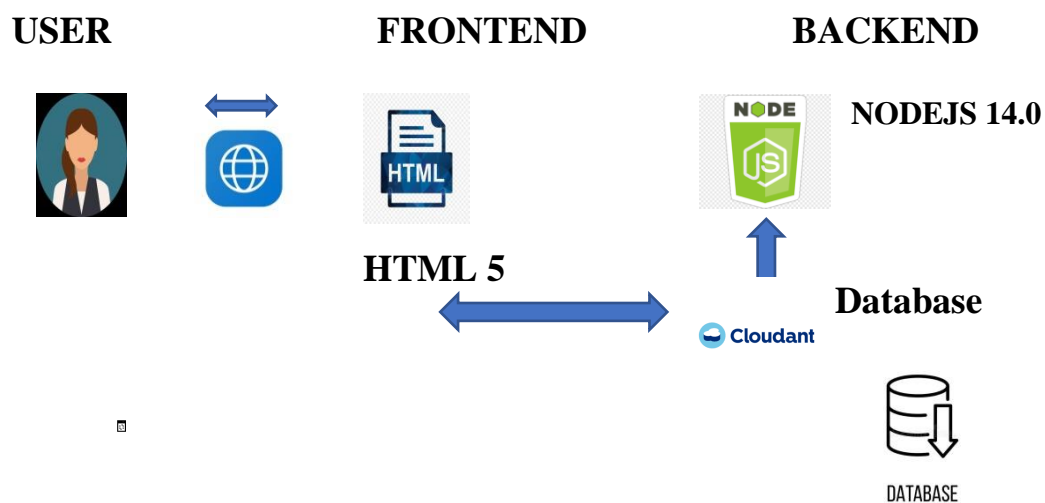 USER FRONTEND BACKEND
NODE
JS
NODEJS 14.0
HTML
HTML 5
Database
Cloudant
DATABASE